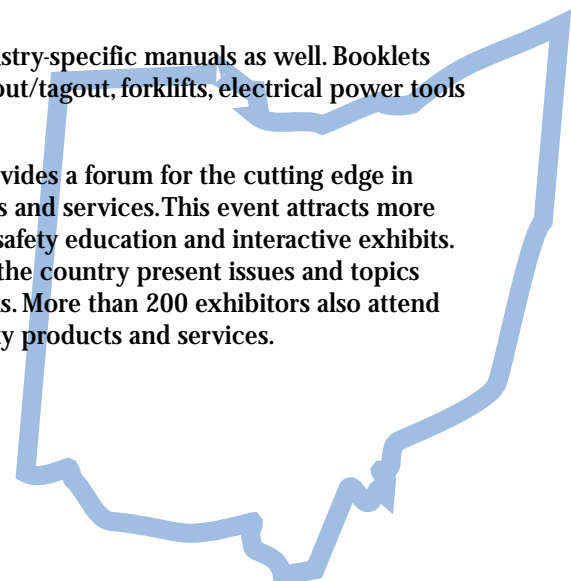 stry-specific manuals as well. Booklets
out/tagout, forklifts, electrical power tools
vides a forum for the cutting edge in
s and services. This event attracts more
safety education and interactive exhibits.
the country present issues and topics
s. More than 200 exhibitors also attend
y products and services.